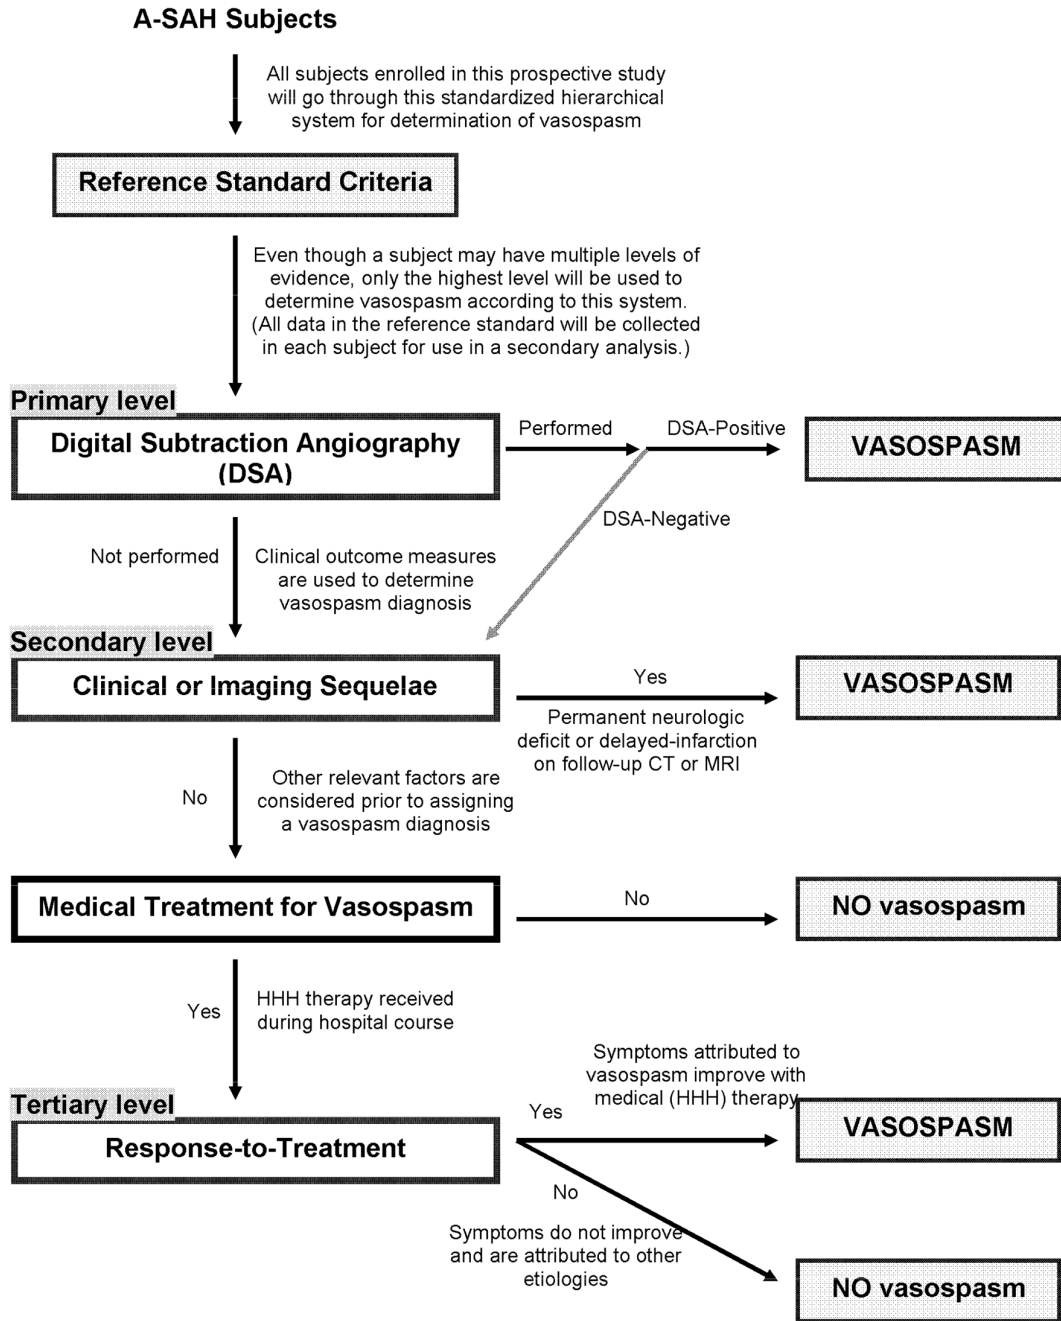 A-SAH Subjects
All subjects enrolled in this prospective study
will go through this standardized hierarchical
system for determination of vasospasm
Reference Standard Criteria
Even though a subject may have multiple levels of
evidence, only the highest level will be used to
determine vasospasm according to this system.
(All data in the reference standard will be collected
in each subject for use in a secondary analysis.)
Primary level
Digital Subtraction Angiography
(DSA)
Performed
DSA-Positive
VASOSPASM
DSA-Negative
Not performed
Clinical outcome measures
are used to determine
vasospasm diagnosis
Secondary level
Clinical or Imaging Sequelae
Yes
Permanent neurologic
deficit or delayed-infarction
on follow-up CT or MRI
VASOSPASM
No
Other relevant factors are
considered prior to assigning
a vasospasm diagnosis
Medical Treatment for Vasospasm
No
NO vasospasm
Yes
HHH therapy received
during hospital course
Tertiary level
Response-to-Treatment
Symptoms attributed to
vasospasm improve with
medical (HHH) therapy
Yes
VASOSPASM
No
Symptoms do not improve
and are attributed to other
etiologies
NO vasospasm